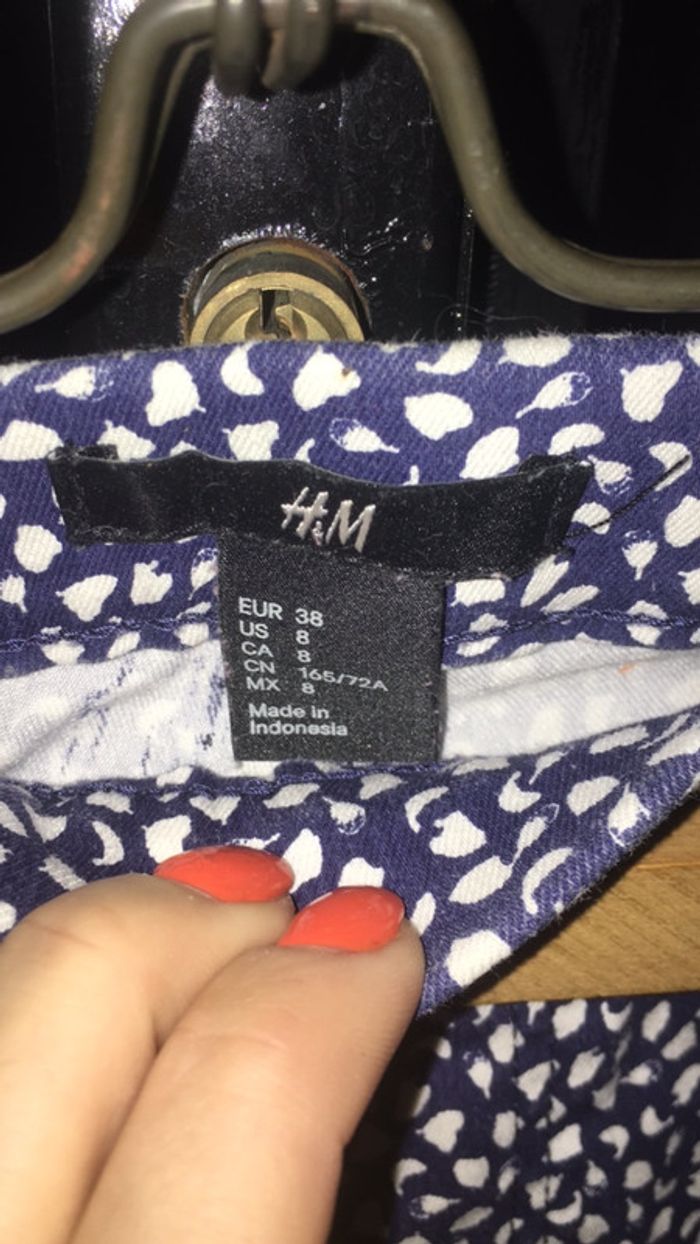 H&M
EUR 38
US 8
CA 8
CN 165/72A
MX 8
Made in
Indonesia